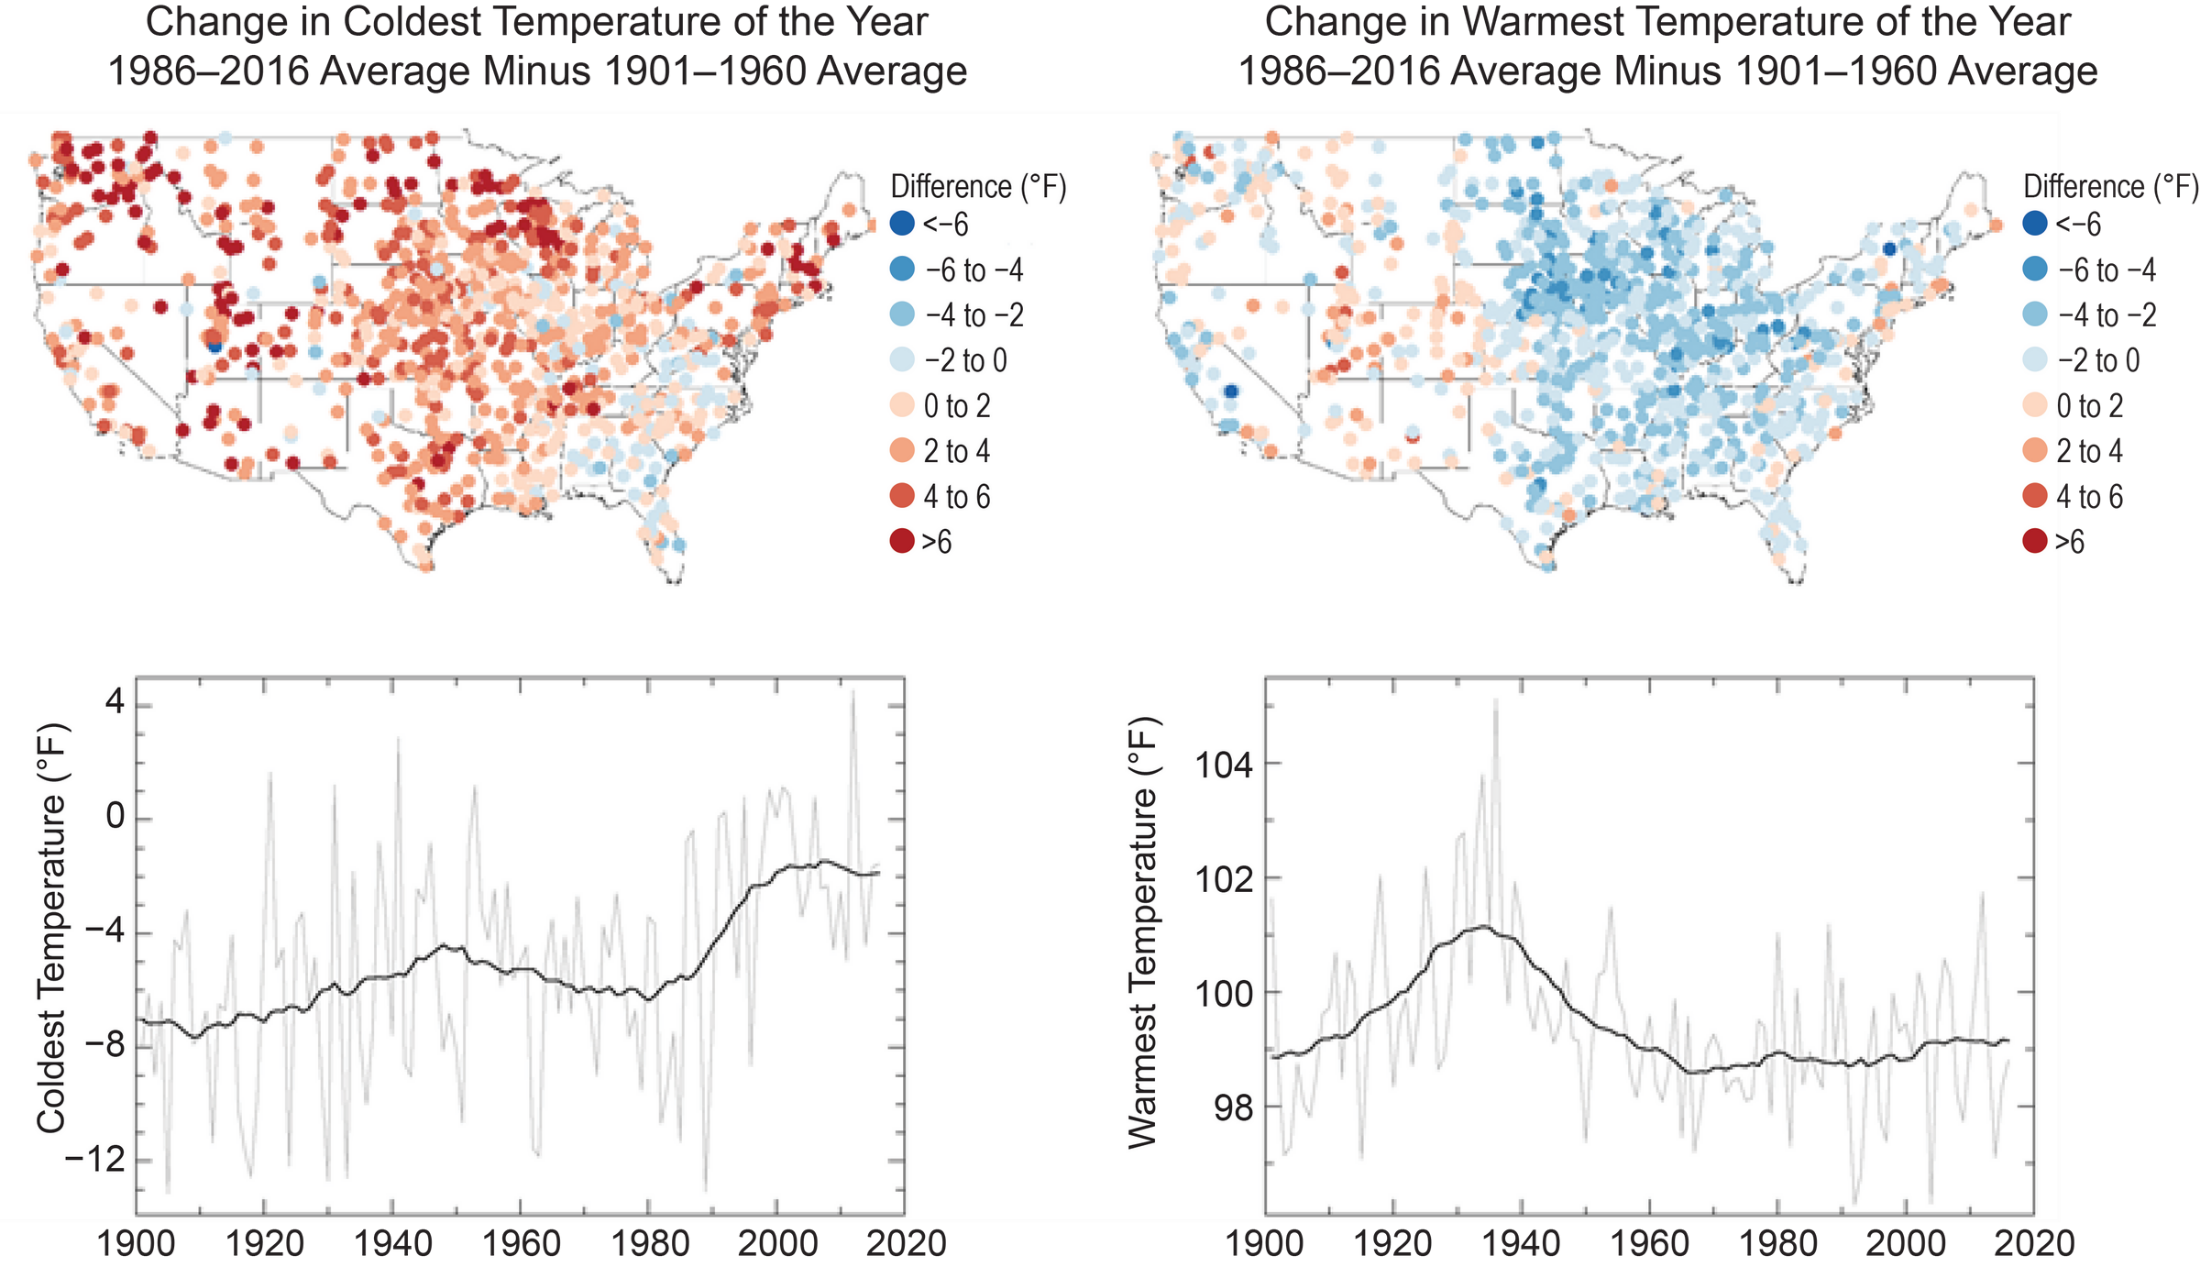 Change in Coldest Temperature of the Year
1986–2016 Average Minus 1901–1960 Average
Difference (°F)
<−6
−6 to −4
−4 to −2
−2 to 0
0 to 2
2 to 4
4 to 6
>6
Change in Warmest Temperature of the Year
1986–2016 Average Minus 1901–1960 Average
Difference (°F)
<−6
−6 to −4
−4 to −2
−2 to 0
0 to 2
2 to 4
4 to 6
>6
Coldest Temperature (°F)
4
0
−4
−8
−12
1900 1920 1940 1960 1980 2000 2020
Warmest Temperature (°F)
104
102
100
98
1900 1920 1940 1960 1980 2000 2020